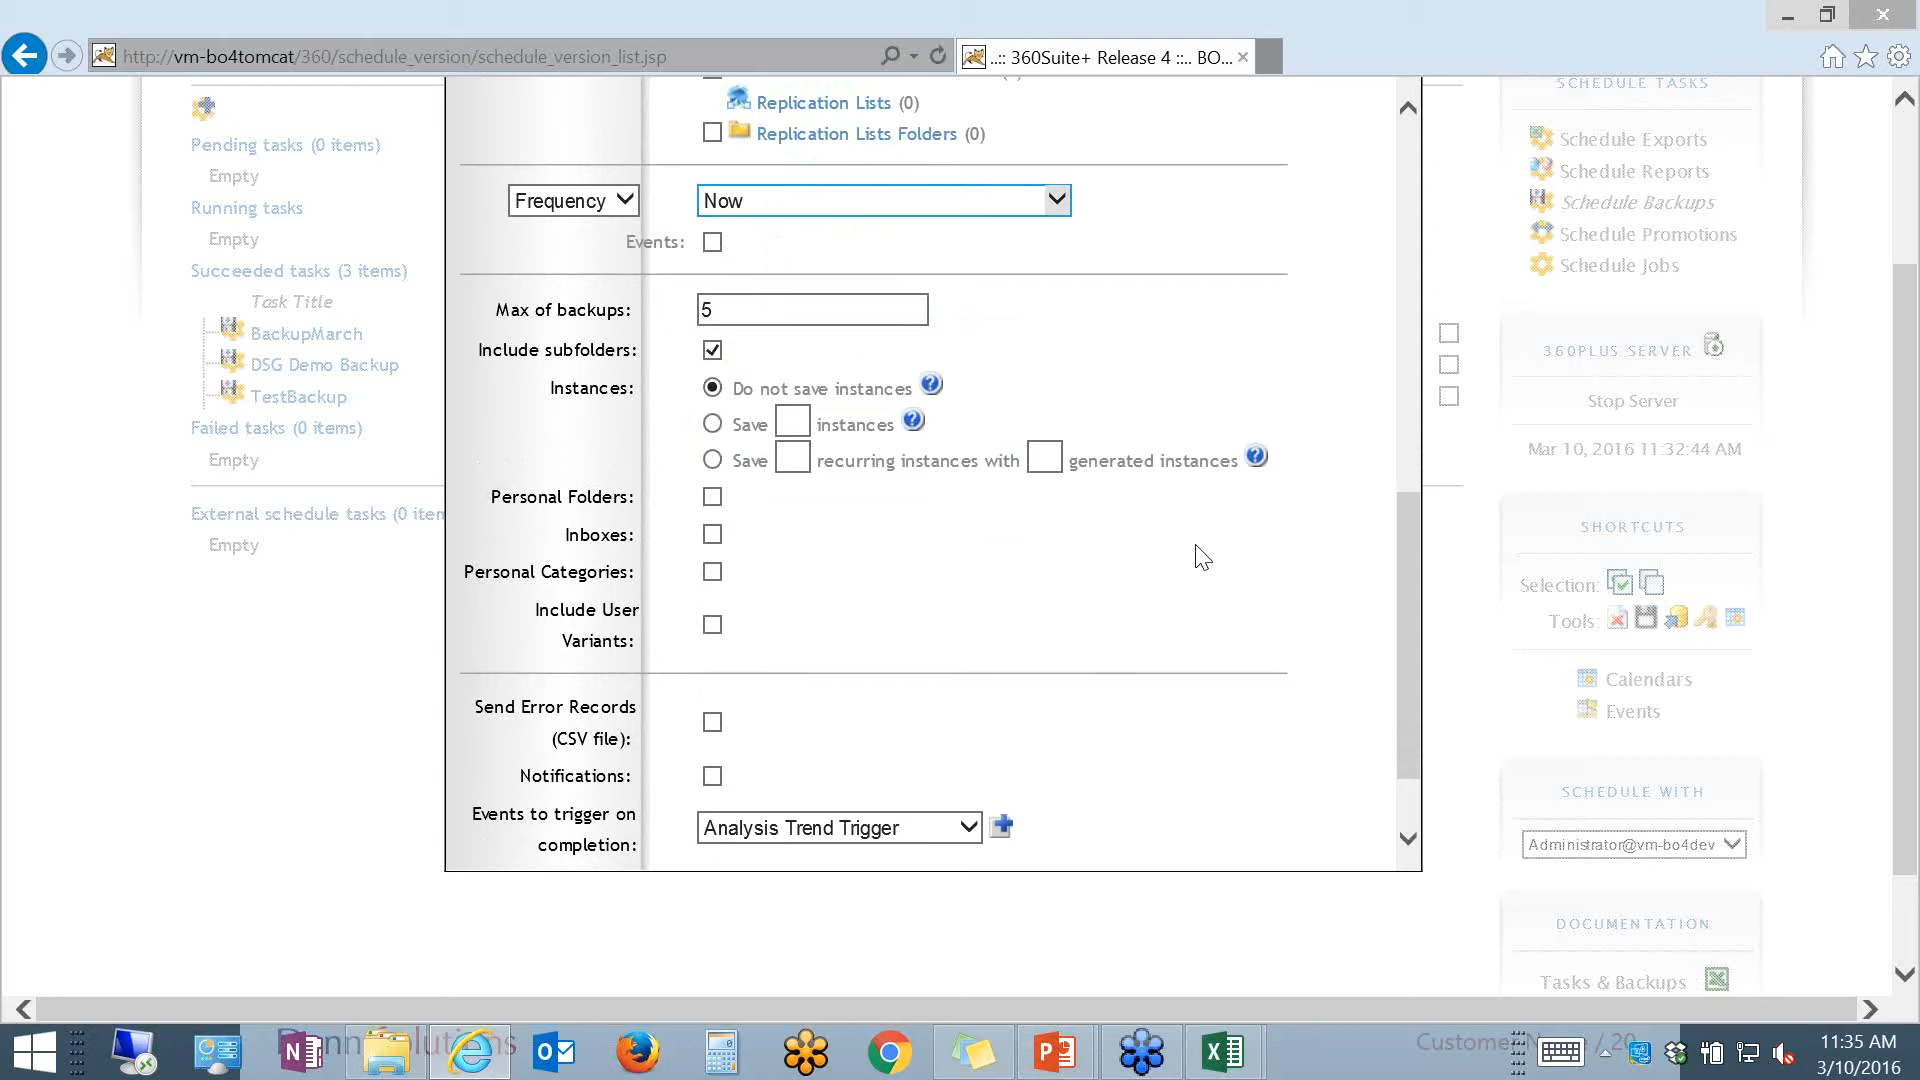 http://vm-bo4tomcat/360/schedule_version/schedule_version_list.jsp
..:: 360Suite+ Release 4 ::.. BO...
Pending tasks (0 items)
Empty
Running tasks
Empty
Succeeded tasks (3 items)
Task Title
BackupMarch
DSG Demo Backup
TestBackup
Failed tasks (0 items)
Empty
External schedule tasks (0 item
Empty
Replication Lists (0)
Replication Lists Folders (0)
Frequency
Now
Events:
Max of backups:
5
Include subfolders:
Instances:
Do not save instances
Save instances
Save recurring instances with generated instances
Personal Folders:
Inboxes:
Personal Categories:
Include User
Variants:
Send Error Records
(CSV file):
Notifications:
Events to trigger on
completion:
Analysis Trend Trigger
SCHEDULE TASKS
Schedule Exports
Schedule Reports
Schedule Backups
Schedule Promotions
Schedule Jobs
360PLUS SERVER
Stop Server
Mar 10, 2016 11:32:44 AM
SHORTCUTS
Selection:
Tools:
Calendars
Events
SCHEDULE WITH
Administrator@vm-bo4dev
DOCUMENTATION
Tasks & Backups
11:35 AM
3/10/2016